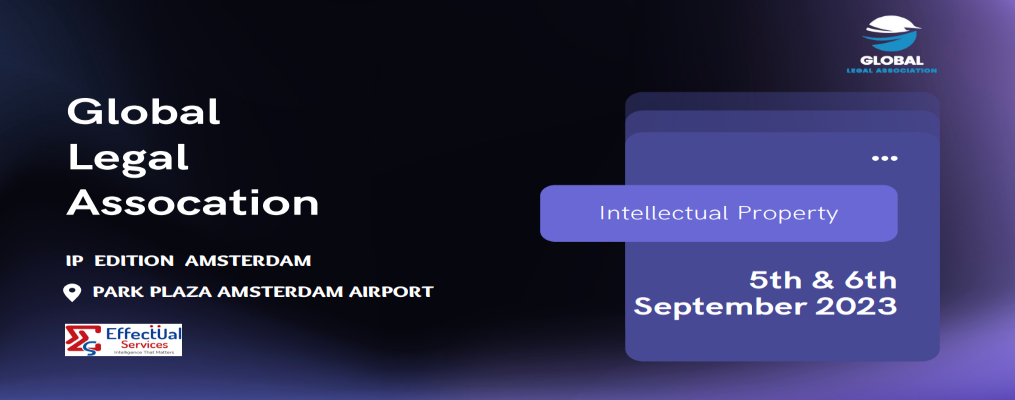 GLOBAL
LEGAL ASSOCIATION
Global
Legal
Assocation
IP EDITION AMSTERDAM
PARK PLAZA AMSTERDAM AIRPORT
EffectUal
Services
Intelligence That Matters
Intellectual Property
5th & 6th
September 2023